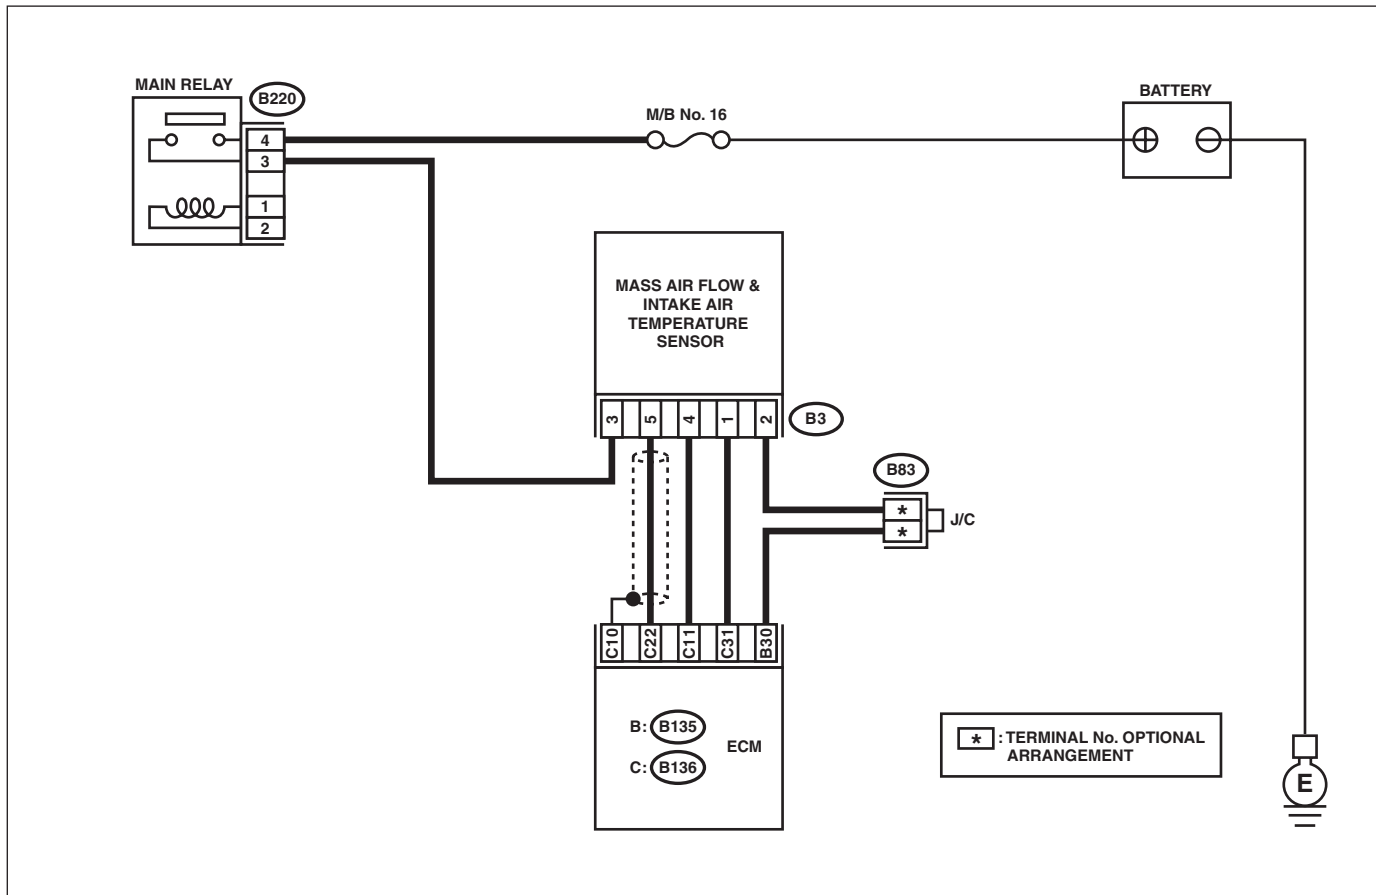 MAIN RELAY
B220
4
3
1
2
M/B No. 16
BATTERY
MASS AIR FLOW &
INTAKE AIR
TEMPERATURE
SENSOR
3 5 4 1 2
B3
B83
*
*
J/C
C10 C22 C11 C31 B30
B: B135
C: B136
ECM
* : TERMINAL No. OPTIONAL
ARRANGEMENT
E